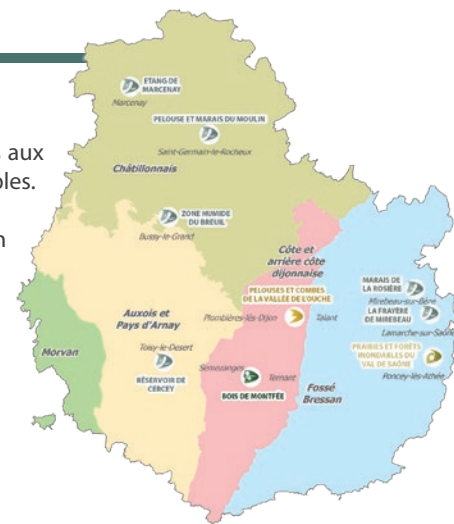 aux
bles.
n
ETANG DE
MARCENAY
Marcenay
PELOUSE ET MARAIS DU MOULIN
Saint-Germain-le-Rocheux
Châtillonnais
ZONE HUMIDE
DU BREUIL
Bussy-le-Grand
Côte et
arrière côte
dijonnaise
PELOUSES ET COMBES
DE LA VALLÉE DE L'OUCHE
Plombières-lès-Dijon
Talant
MARAIS DE
LA ROSIÈRE
Mirebeau-sur-Bèze
LA FRAYÈRE
DE MIREBEAU
Lamarche-sur-Saône
PRAIRIES ET FORÊTS
INONDABLES DU
VAL DE SAÔNE
Poncey-lès-Athée
Auxois et
Pays d'Arnay
Morvan
Toisy-le-Desert
RÉSERVOIR DE
CERCEY
Semesanges
Ternant
BOIS DE MONTFÉE
Fossé
Bressan